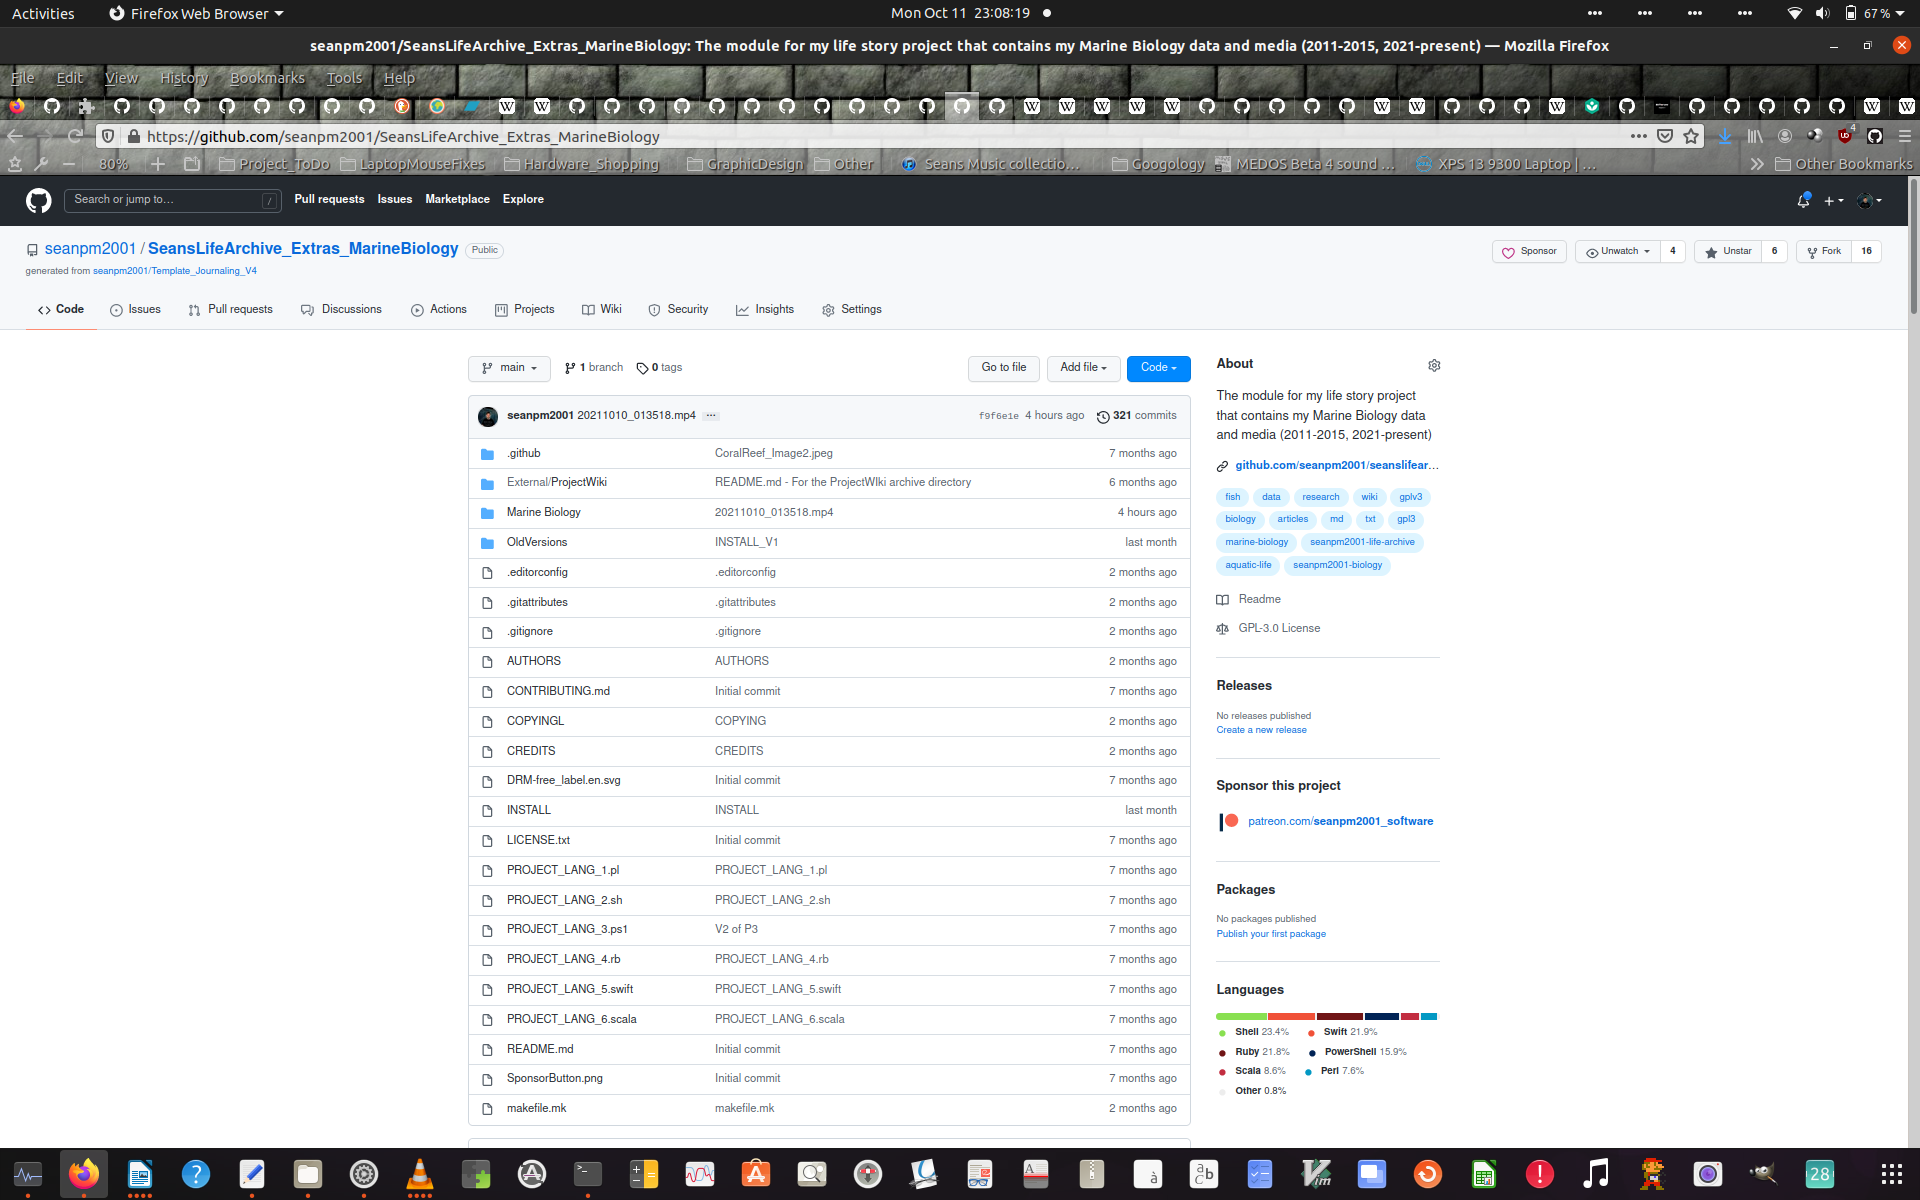 Activities Firefox Web Browser Mon Oct 11 23:08:19 67 %
seanpm2001/SeansLifeArchive_Extras_MarineBiology: The module for my life story project that contains my Marine Biology data and media (2011-2015, 2021-present) — Mozilla Firefox
File Edit View History Bookmarks Tools Help
https://github.com/seanpm2001/SeansLifeArchive_Extras_MarineBiology 4
80% Project_ToDo LaptopMouseFixes Hardware_Shopping GraphicDesign Other Seans Music collectio… Googology MEDOS Beta 4 sound … XPS 13 9300 Laptop | … Other Bookmarks
Search or jump to… / Pull requests Issues Marketplace Explore
seanpm2001 / SeansLifeArchive_Extras_MarineBiology Public Sponsor Unwatch 4 Unstar 6 Fork 16
generated from seanpm2001/Template_Journaling_V4
Code Issues Pull requests Discussions Actions Projects Wiki Security Insights Settings
main 1 branch 0 tags Go to file Add file Code
seanpm2001 20211010_013518.mp4 … f9f6e1e 4 hours ago 321 commits
.github CoralReef_Image2.jpeg 7 months ago
External/ProjectWiki README.md - For the ProjectWIki archive directory 6 months ago
Marine Biology 20211010_013518.mp4 4 hours ago
OldVersions INSTALL_V1 last month
.editorconfig .editorconfig 2 months ago
.gitattributes .gitattributes 2 months ago
.gitignore .gitignore 2 months ago
AUTHORS AUTHORS 2 months ago
CONTRIBUTING.md Initial commit 7 months ago
COPYINGL COPYING 2 months ago
CREDITS CREDITS 2 months ago
DRM-free_label.en.svg Initial commit 7 months ago
INSTALL INSTALL last month
LICENSE.txt Initial commit 7 months ago
PROJECT_LANG_1.pl PROJECT_LANG_1.pl 7 months ago
PROJECT_LANG_2.sh PROJECT_LANG_2.sh 7 months ago
PROJECT_LANG_3.ps1 V2 of P3 7 months ago
PROJECT_LANG_4.rb PROJECT_LANG_4.rb 7 months ago
PROJECT_LANG_5.swift PROJECT_LANG_5.swift 7 months ago
PROJECT_LANG_6.scala PROJECT_LANG_6.scala 7 months ago
README.md Initial commit 7 months ago
SponsorButton.png Initial commit 7 months ago
makefile.mk makefile.mk 2 months ago
About
The module for my life story project
that contains my Marine Biology data
and media (2011-2015, 2021-present)
github.com/seanpm2001/seanslifear…
fish data research wiki gplv3
biology articles md txt gpl3
marine-biology seanpm2001-life-archive
aquatic-life seanpm2001-biology
Readme
GPL-3.0 License
Releases
No releases published
Create a new release
Sponsor this project
patreon.com/seanpm2001_software
Packages
No packages published
Publish your first package
Languages
Shell 23.4% Swift 21.9%
Ruby 21.8% PowerShell 15.9%
Scala 8.6% Perl 7.6%
Other 0.8%
28